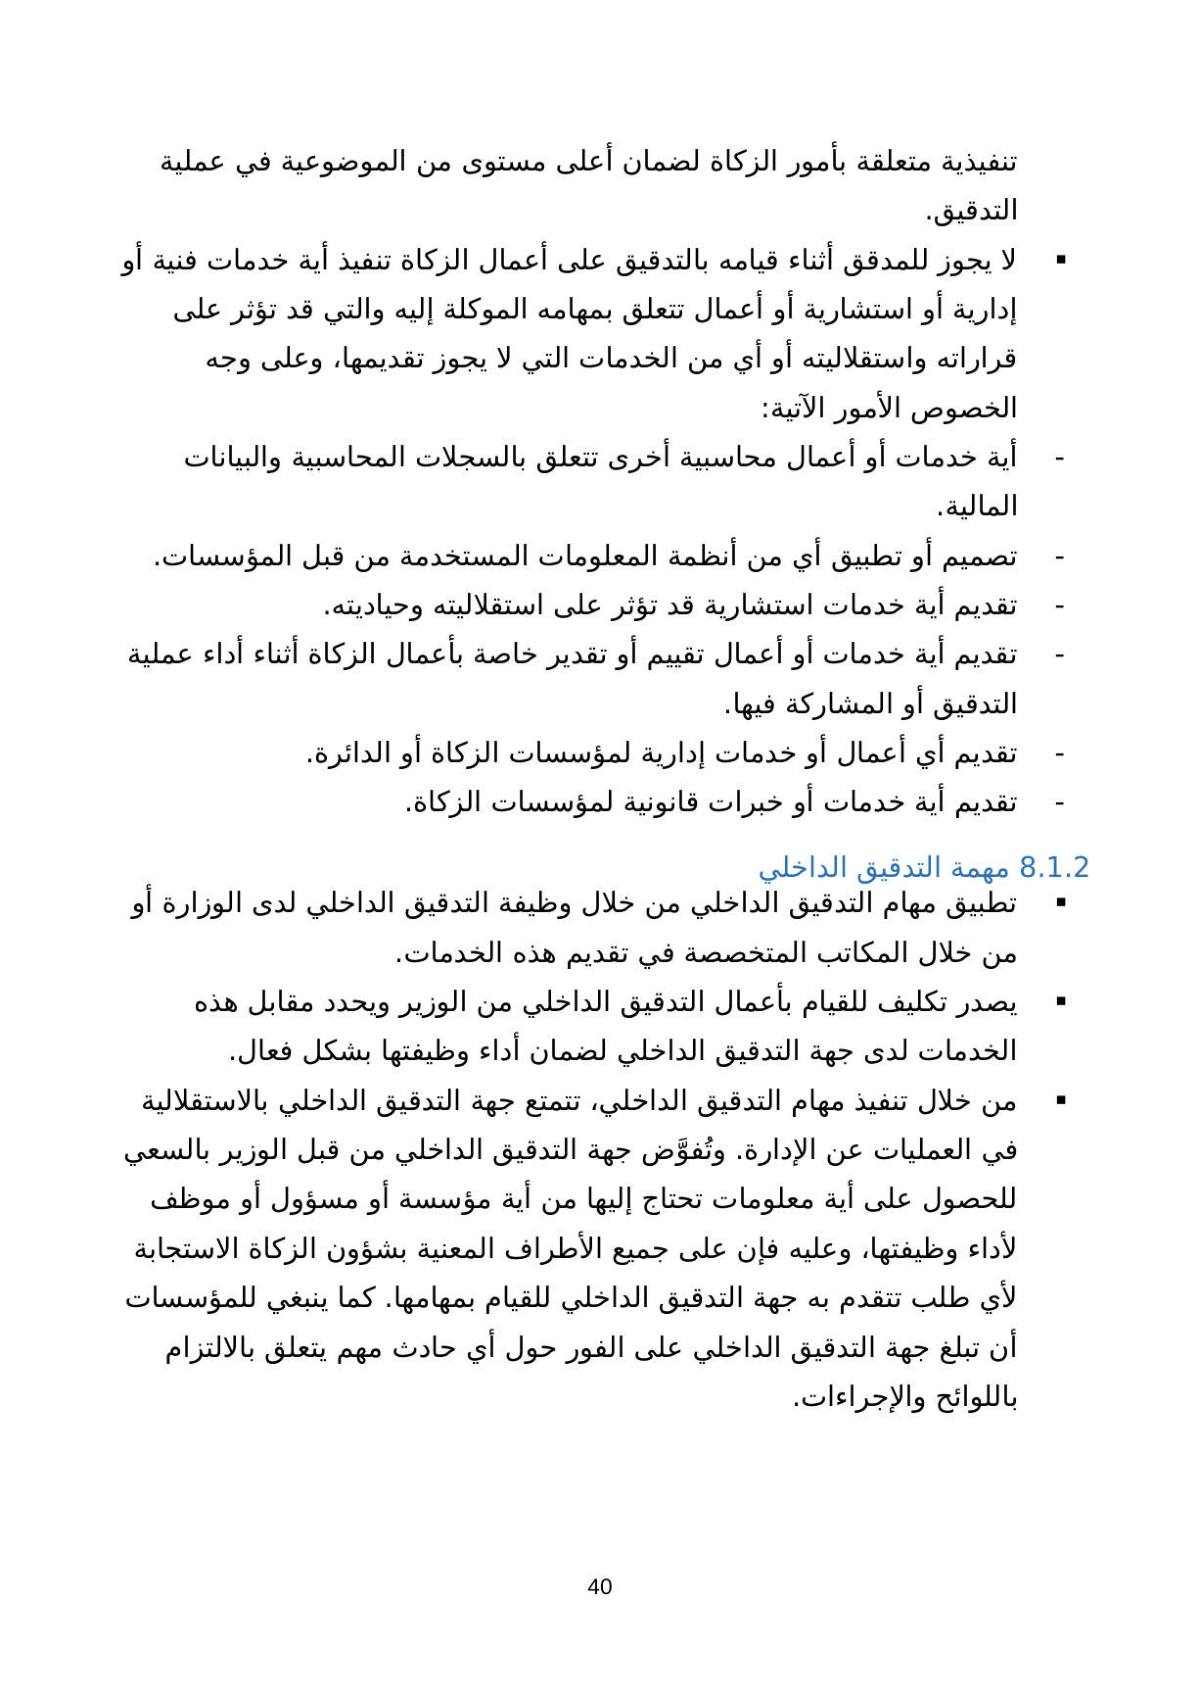 تنفيذية متعلقة بأمور الزكاة لضمان أعلى مستوى من الموضوعية في عملية
التدقيق.
▪ لا يجوز للمدقق أثناء قيامه بالتدقيق على أعمال الزكاة تنفيذ أية خدمات فنية أو
إدارية أو استشارية أو أعمال تتعلق بمهامه الموكلة إليه والتي قد تؤثر على
قراراته واستقلاليته أو أي من الخدمات التي لا يجوز تقديمها، وعلى وجه
الخصوص الأمور الآتية:
- أية خدمات أو أعمال محاسبية أخرى تتعلق بالسجلات المحاسبية والبيانات
المالية.
- تصميم أو تطبيق أي من أنظمة المعلومات المستخدمة من قبل المؤسسات.
- تقديم أية خدمات استشارية قد تؤثر على استقلاليته وحياديته.
- تقديم أية خدمات أو أعمال تقييم أو تقدير خاصة بأعمال الزكاة أثناء أداء عملية
التدقيق أو المشاركة فيها.
- تقديم أي أعمال أو خدمات إدارية لمؤسسات الزكاة أو الدائرة.
- تقديم أية خدمات أو خبرات قانونية لمؤسسات الزكاة.
8.1.2 مهمة التدقيق الداخلي
▪ تطبيق مهام التدقيق الداخلي من خلال وظيفة التدقيق الداخلي لدى الوزارة أو
من خلال المكاتب المتخصصة في تقديم هذه الخدمات.
▪ يصدر تكليف للقيام بأعمال التدقيق الداخلي من الوزير ويحدد مقابل هذه
الخدمات لدى جهة التدقيق الداخلي لضمان أداء وظيفتها بشكل فعال.
▪ من خلال تنفيذ مهام التدقيق الداخلي، تتمتع جهة التدقيق الداخلي بالاستقلالية
في العمليات عن الإدارة. وتُفوَّض جهة التدقيق الداخلي من قبل الوزير بالسعي
للحصول على أية معلومات تحتاج إليها من أية مؤسسة أو مسؤول أو موظف
لأداء وظيفتها، وعليه فإن على جميع الأطراف المعنية بشؤون الزكاة الاستجابة
لأي طلب تتقدم به جهة التدقيق الداخلي للقيام بمهامها. كما ينبغي للمؤسسات
أن تبلغ جهة التدقيق الداخلي على الفور حول أي حادث مهم يتعلق بالالتزام
باللوائح والإجراءات.
40